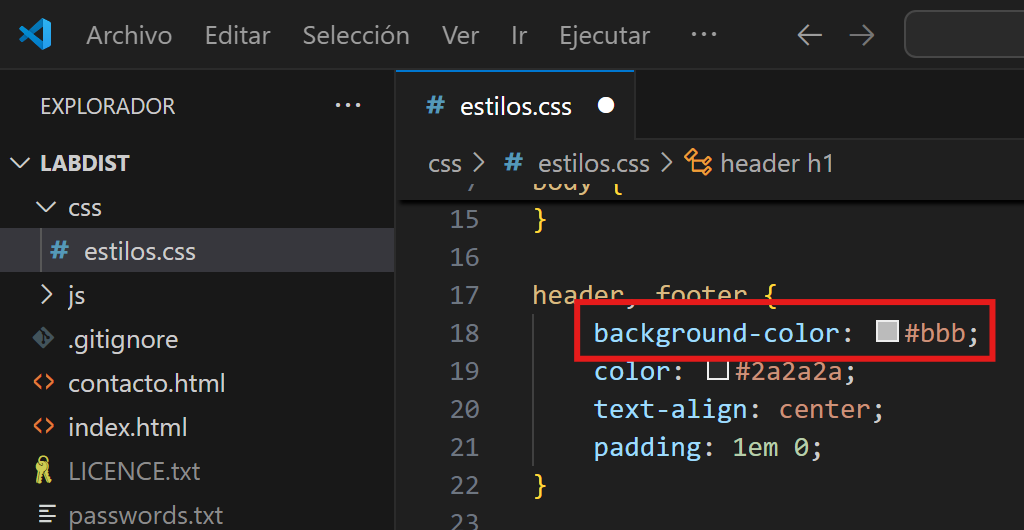 Archivo Editar Selección Ver Ir Ejecutar ···
EXPLORADOR ···
LABDIST
css
# estilos.css
js
.gitignore
<> contacto.html
<> index.html
LICENCE.txt
passwords.txt
# estilos.css
css > # estilos.css > header h1
7 body {
15 }
16
17 header, footer {
18 background-color: #bbb;
19 color: #2a2a2a;
20 text-align: center;
21 padding: 1em 0;
22 }
23